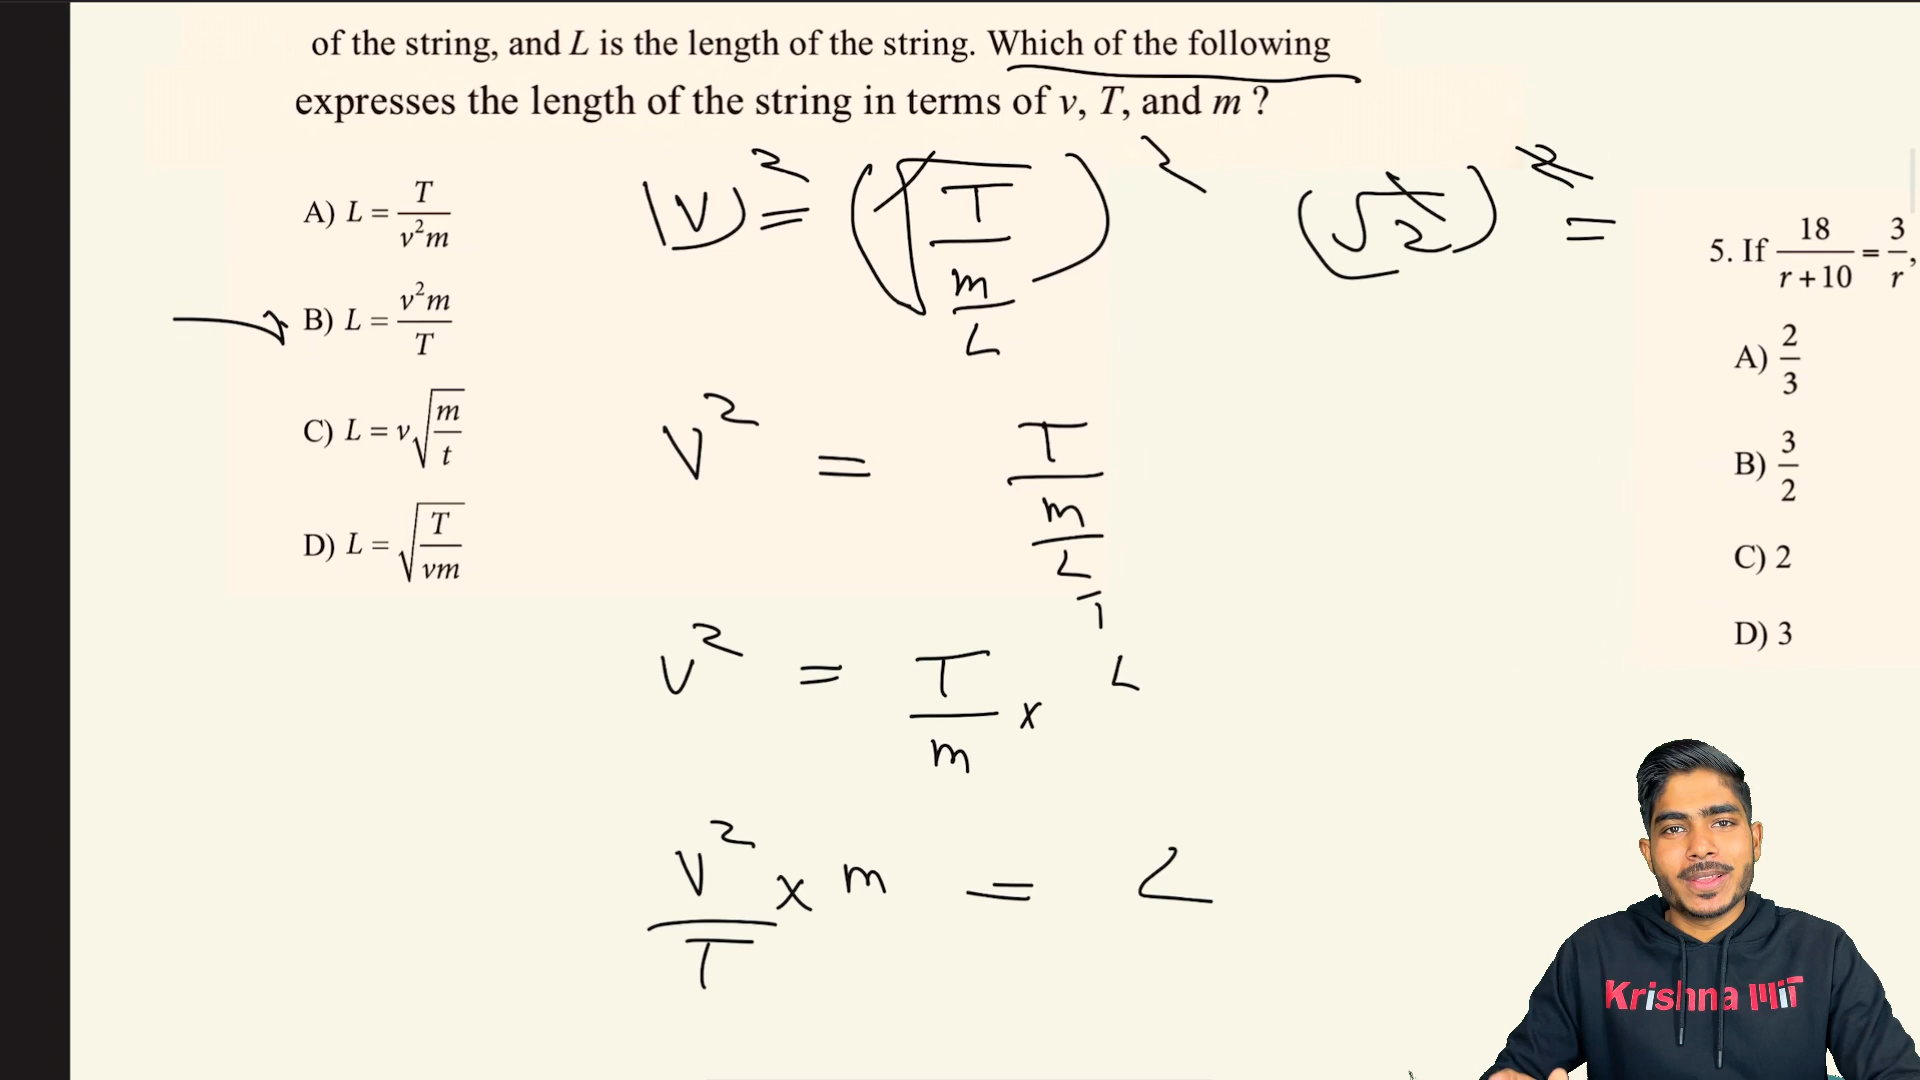 of the string, and L is the length of the string. Which of the following
expresses the length of the string in terms of v, T, and m ?
A) L = T / v²m
B) L = v²m / T
C) L = v√(m / t)
D) L = √(T / vm)
(v)² = (√(T / (m / L)))²
(√2)² =
v² = T / (m / L)
1
v² = T / m × L
v² / T × m = L
5. If 18 / (r + 10) = 3 / r,
A) 2 / 3
B) 3 / 2
C) 2
D) 3
Krishna MiT